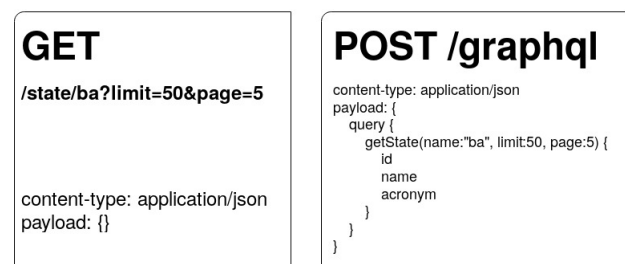 GET
/state/ba?limit=50&page=5
content-type: application/json
payload: {}
POST /graphql
content-type: application/json
payload: {
query {
getState(name:"ba", limit:50, page:5) {
id
name
acronym
}
}
}